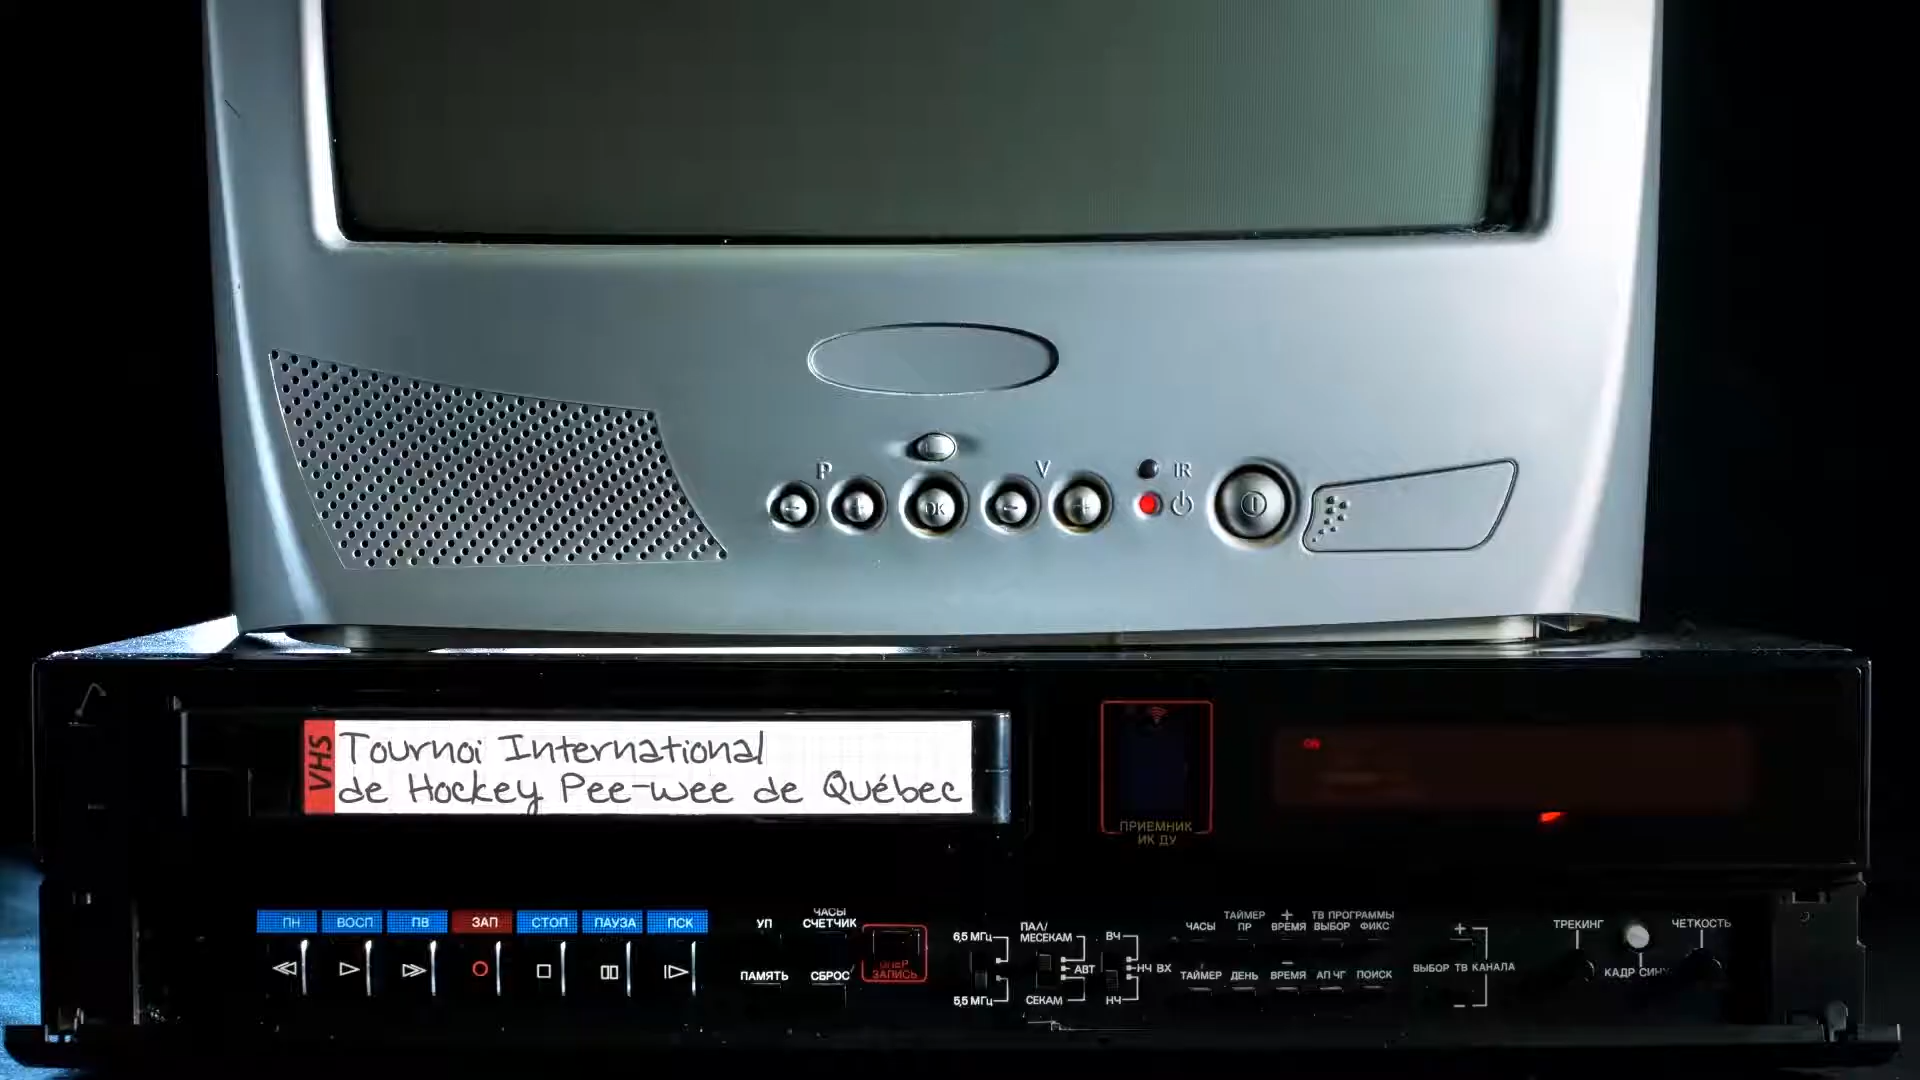 P
V
IR
OK
VHS
Tournoi International
de Hockey Pee-wee de Québec
ON
ПРИЕМНИК
ИК ДУ
ПН ВОСП ПВ ЗАП СТОП ПАУЗА ПСК
УП
ЧАСЫ
СЧЕТЧИК
ПАМЯТЬ СБРОС
ЗАПИСЬ
6,5 МГц
5,5 МГц
ПАЛ/
МЕСЕКАМ
АВТ
СЕКАМ
ВЧ
НЧ ВХ
НЧ
ЧАСЫ
ТАЙМЕР
ПР
+
ВРЕМЯ
ТВ ПРОГРАММЫ
ВЫБОР ФИКС
ТАЙМЕР ДЕНЬ
–
ВРЕМЯ
АП ЧГ ПОИСК
+
ВЫБОР ТВ КАНАЛА
–
ТРЕКИНГ
КАДР СИНХ
ЧЕТКОСТЬ